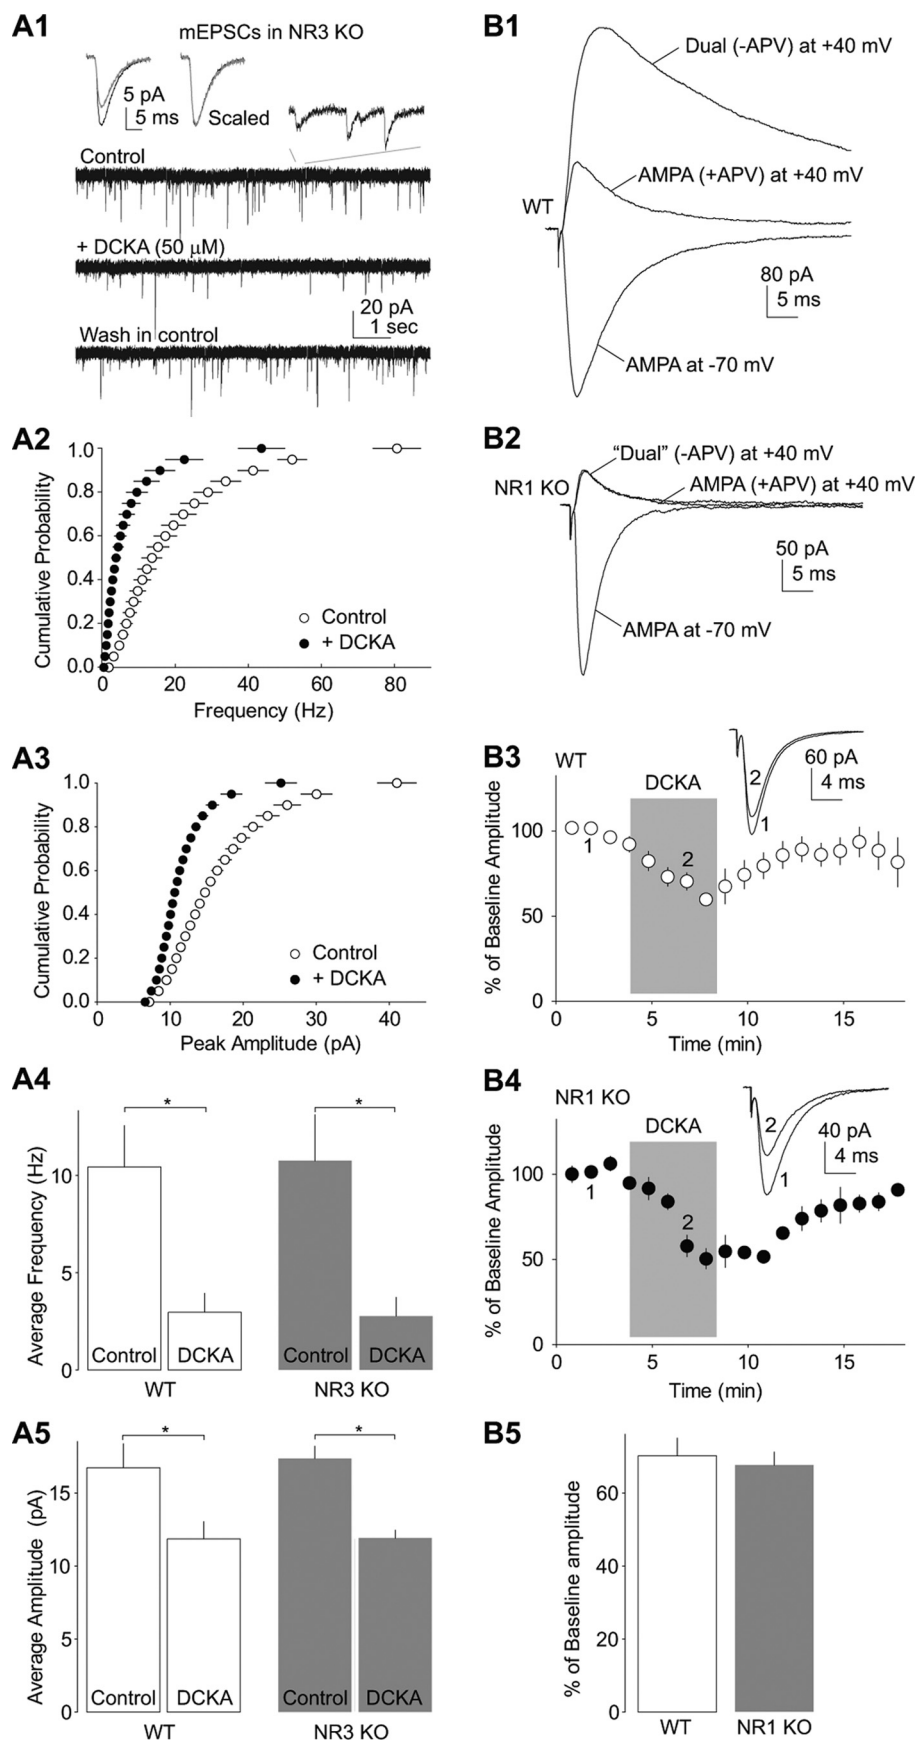 A1
mEPSCs in NR3 KO
5 pA
5 ms
Scaled
Control
+ DCKA (50 μM)
20 pA
1 sec
Wash in control
A2
Cumulative Probability
1.0
0.8
0.6
0.4
0.2
0.0
Control
+ DCKA
0 20 40 60 80
Frequency (Hz)
A3
Cumulative Probability
1.0
0.8
0.6
0.4
0.2
0.0
Control
+ DCKA
0 10 20 30 40
Peak Amplitude (pA)
A4
Average Frequency (Hz)
10
5
0
* *
Control DCKA Control DCKA
WT NR3 KO
A5
Average Amplitude (pA)
15
10
5
0
* *
Control DCKA Control DCKA
WT NR3 KO
B1
Dual (-APV) at +40 mV
AMPA (+APV) at +40 mV
WT
80 pA
5 ms
AMPA at -70 mV
B2
"Dual" (-APV) at +40 mV
AMPA (+APV) at +40 mV
NR1 KO
50 pA
5 ms
AMPA at -70 mV
B3
WT
60 pA
4 ms
2
1
DCKA
% of Baseline Amplitude
100
50
0
1
2
0 5 10 15
Time (min)
B4
NR1 KO
40 pA
4 ms
2
1
DCKA
% of Baseline Amplitude
100
50
0
1
2
0 5 10 15
Time (min)
B5
% of Baseline amplitude
60
40
20
0
WT NR1 KO